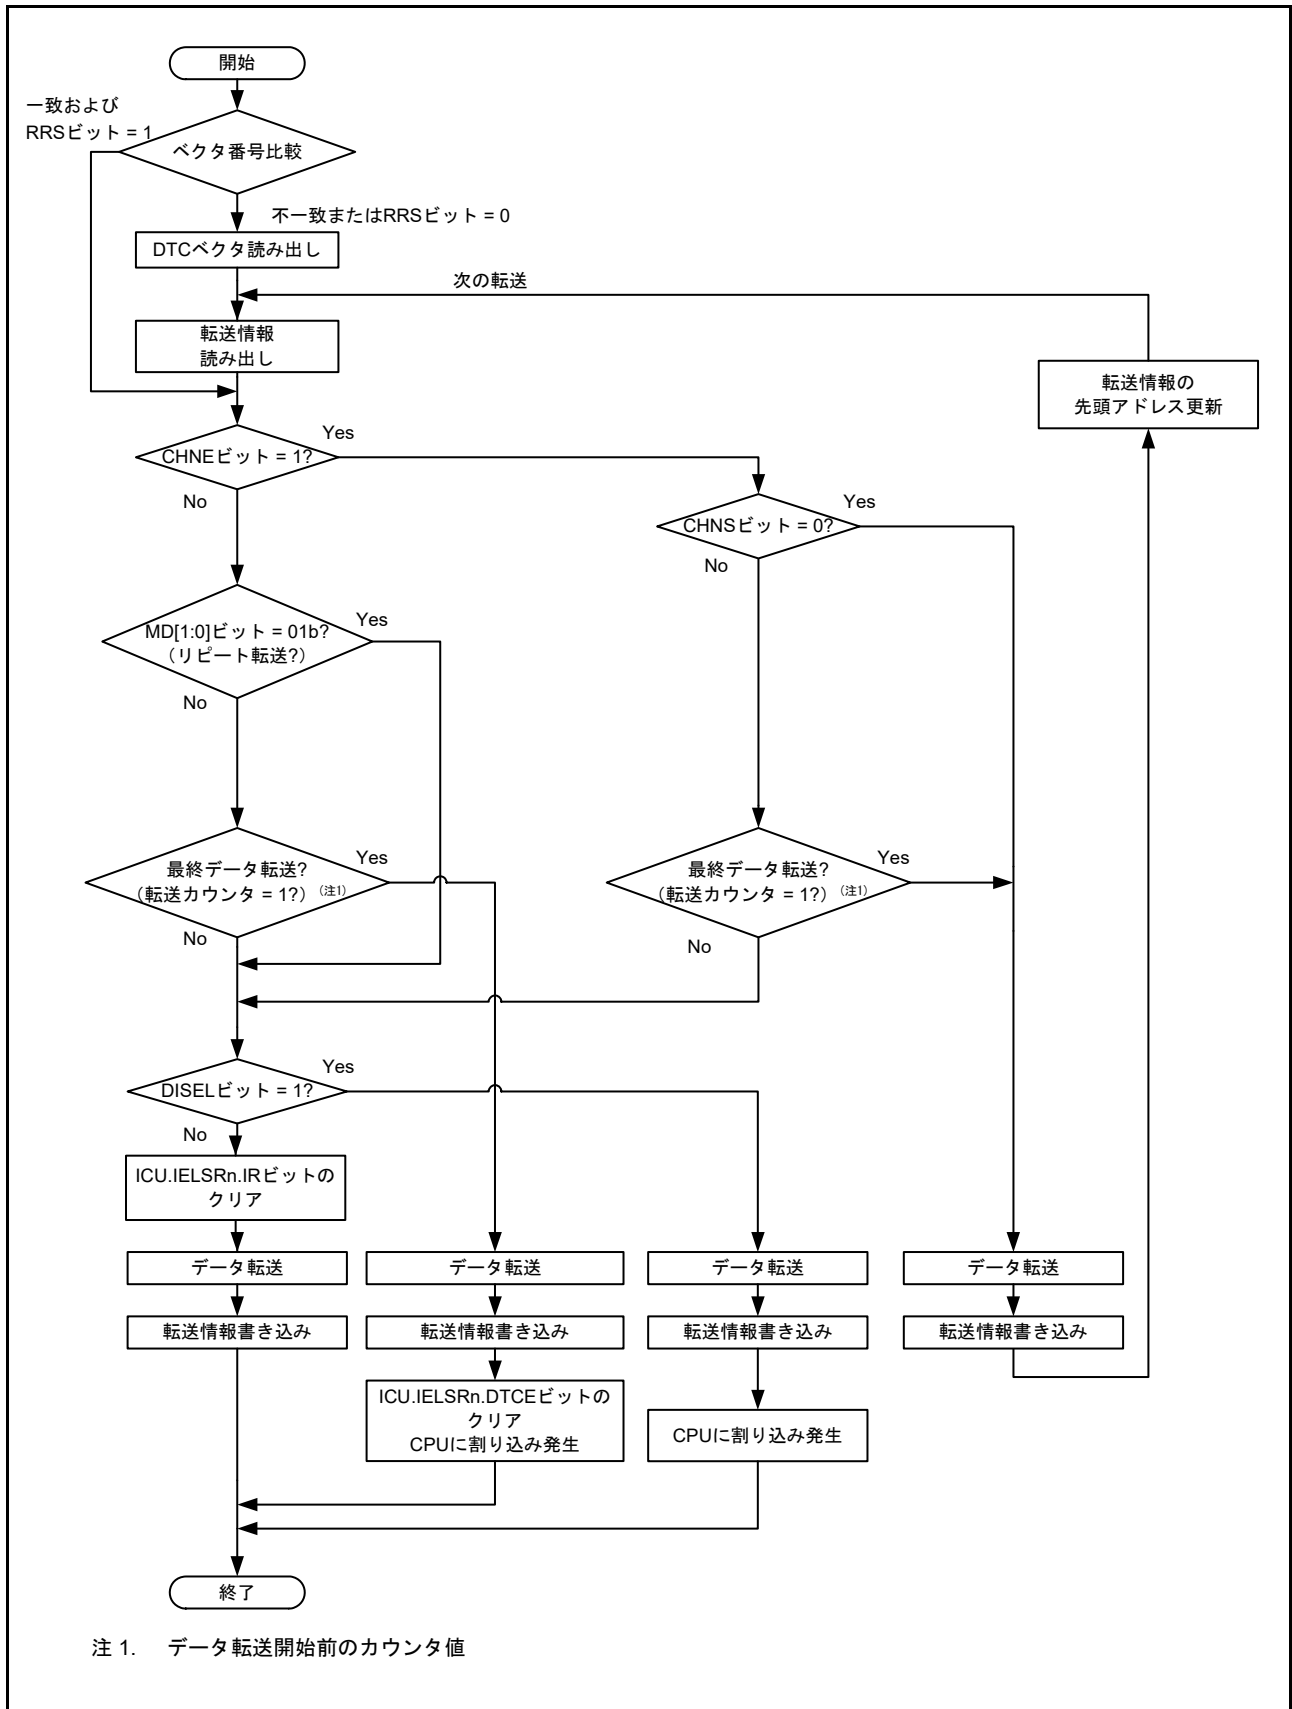 開始
一致および
RRSビット = 1
ベクタ番号比較
不一致またはRRSビット = 0
DTCベクタ読み出し
次の転送
転送情報
読み出し
転送情報の
先頭アドレス更新
CHNEビット = 1?
Yes
No
CHNSビット = 0?
Yes
No
MD[1:0]ビット = 01b?
（リピート転送?）
Yes
No
最終データ転送?
（転送カウンタ = 1?）（注1）
Yes
No
最終データ転送?
（転送カウンタ = 1?）（注1）
Yes
No
DISELビット = 1?
Yes
No
ICU.IELSRn.IRビットの
クリア
データ転送
データ転送
データ転送
データ転送
転送情報書き込み
転送情報書き込み
転送情報書き込み
転送情報書き込み
ICU.IELSRn.DTCEビットの
クリア
CPUに割り込み発生
CPUに割り込み発生
終了
注 1. データ転送開始前のカウンタ値